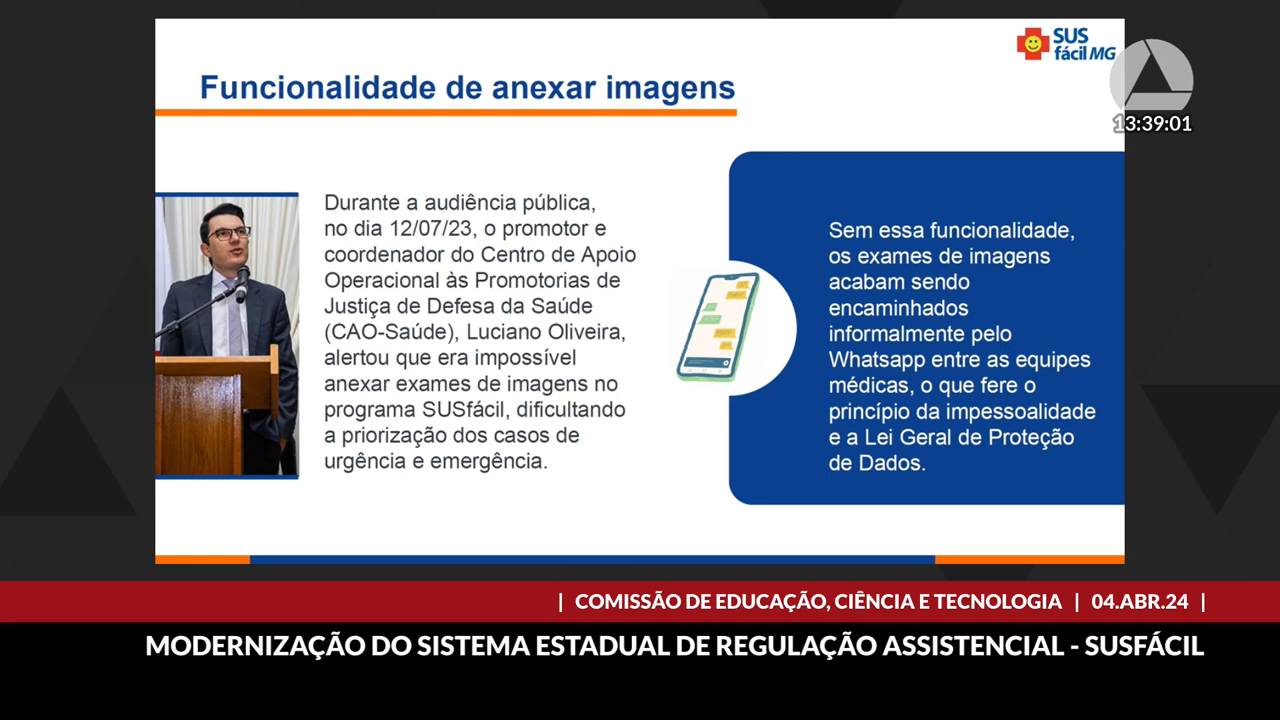 SUS
fácil MG
13:39:01
Funcionalidade de anexar imagens
Durante a audiência pública,
no dia 12/07/23, o promotor e
coordenador do Centro de Apoio
Operacional às Promotorias de
Justiça de Defesa da Saúde
(CAO-Saúde), Luciano Oliveira,
alertou que era impossível
anexar exames de imagens no
programa SUSfácil, dificultando
a priorização dos casos de
urgência e emergência.
Sem essa funcionalidade,
os exames de imagens
acabam sendo
encaminhados
informalmente pelo
Whatsapp entre as equipes
médicas, o que fere o
princípio da impessoalidade
e a Lei Geral de Proteção
de Dados.
| COMISSÃO DE EDUCAÇÃO, CIÊNCIA E TECNOLOGIA | 04.ABR.24 |
MODERNIZAÇÃO DO SISTEMA ESTADUAL DE REGULAÇÃO ASSISTENCIAL - SUSFÁCIL